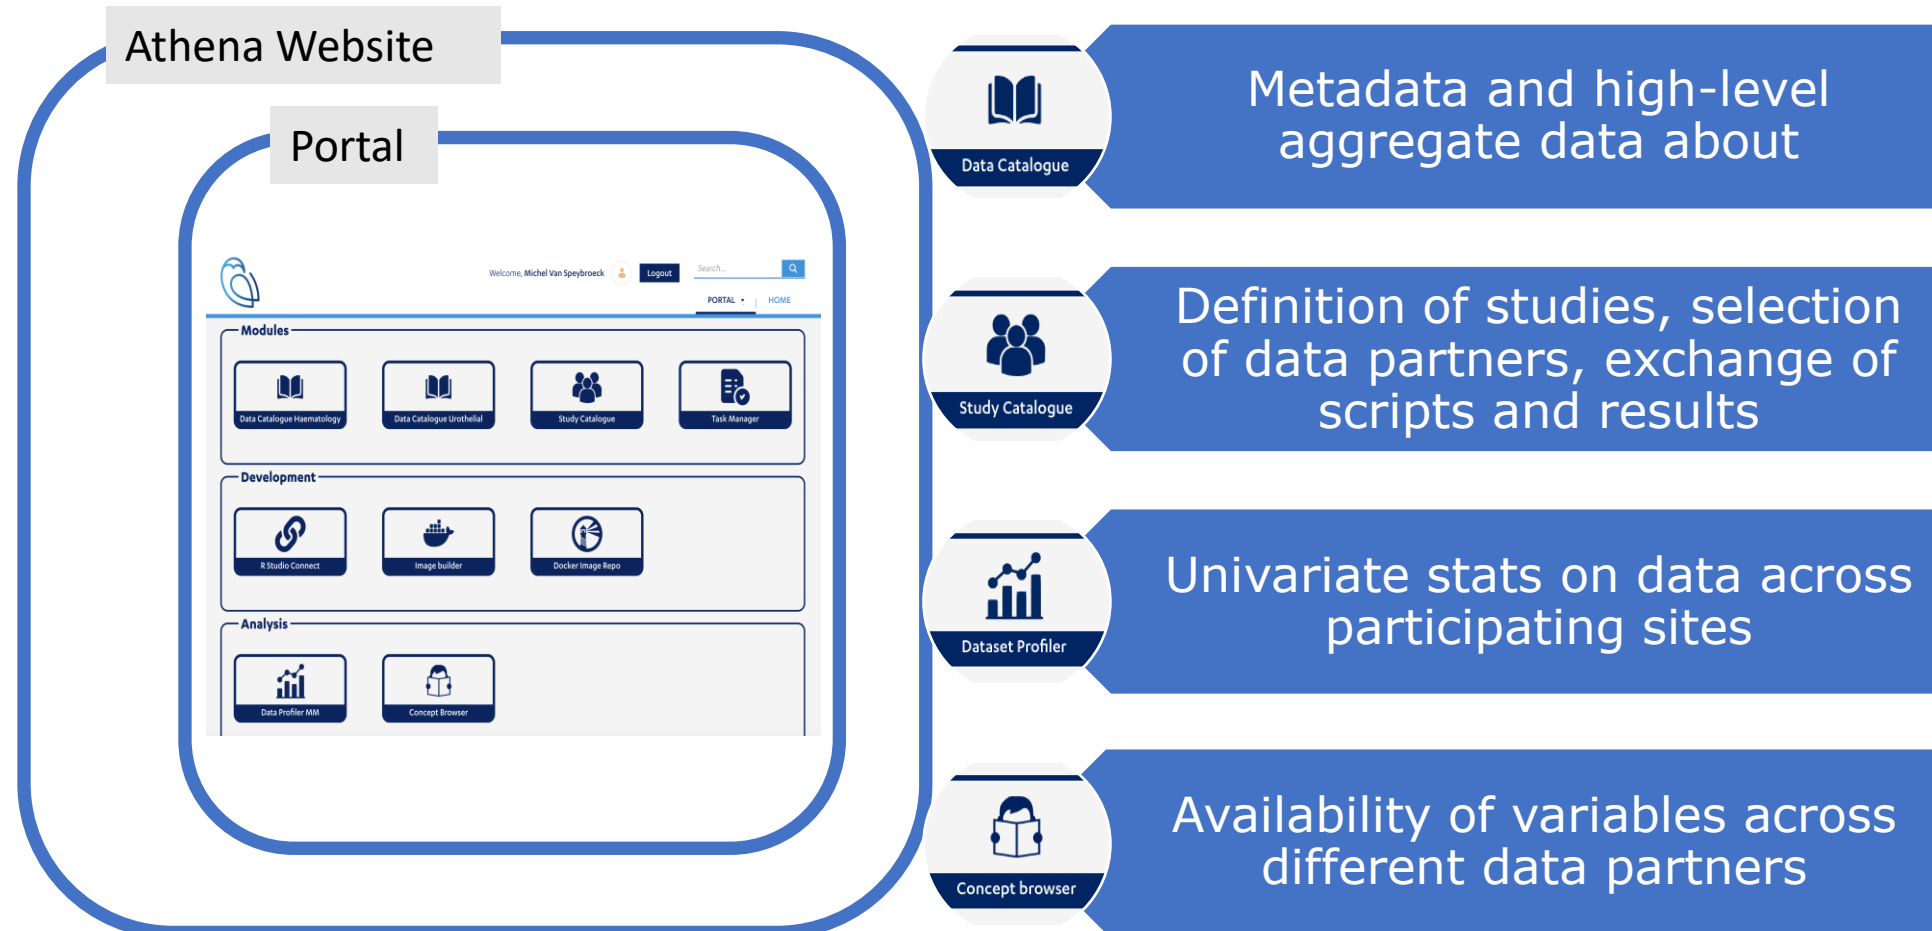 Athena Website
Portal
Welcome, Michel Van Speybroeck
Logout
Search...
PORTAL
HOME
Modules
Data Catalogue Haematology
Data Catalogue Urothelial
Study Catalogue
Task Manager
Development
R Studio Connect
Image builder
Docker Image Repo
Analysis
Data Profiler MM
Concept Browser
Data Catalogue
Metadata and high-level
aggregate data about
Study Catalogue
Definition of studies, selection
of data partners, exchange of
scripts and results
Dataset Profiler
Univariate stats on data across
participating sites
Concept browser
Availability of variables across
different data partners